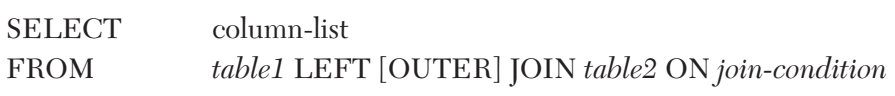 SELECT column-list
FROM table1 LEFT [OUTER] JOIN table2 ON join-condition